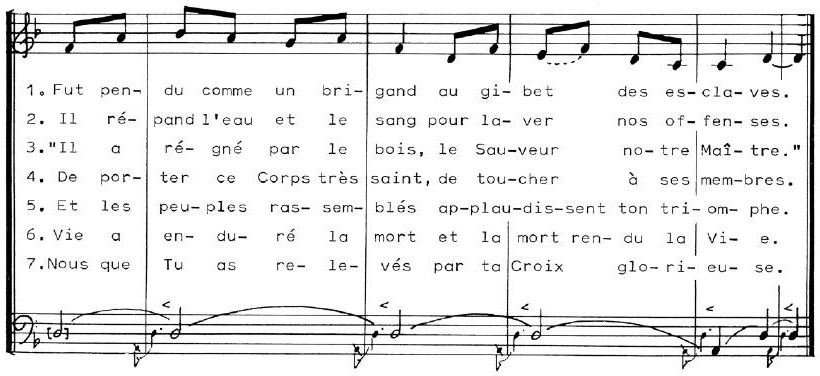 1. Fut pen- du comme un bri- gand au gi- bet des es- cla- ves.
2. Il ré- pand l'eau et le sang pour la- ver nos of- fen- ses.
3. "Il a ré- gné par le bois, le Sau- veur no- tre Maî- tre."
4. De por- ter ce Corps très saint, de tou- cher à ses mem- bres.
5. Et les peu- ples ras- sem- blés ap- plau- dis- sent ton tri- om- phe.
6. Vie a en- du- ré la mort et la mort ren- du la Vi- e.
7. Nous que Tu as re- le- vés par ta Croix glo- ri- eu- se.